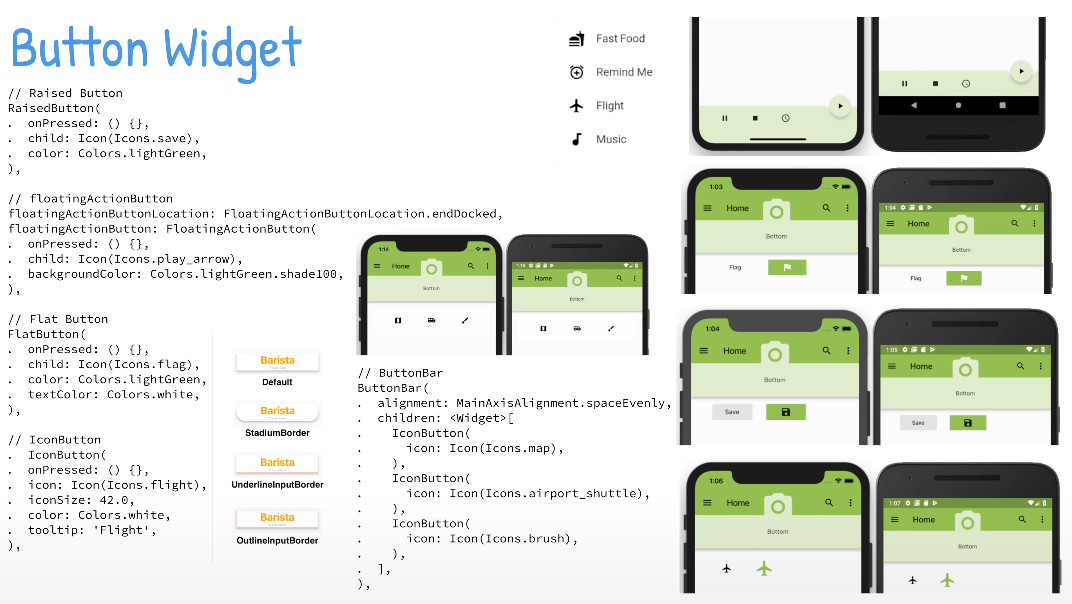 Button Widget
// Raised Button
RaisedButton(
.  onPressed: () {},
.  child: Icon(Icons.save),
.  color: Colors.lightGreen,
),
// floatingActionButton
floatingActionButtonLocation: FloatingActionButtonLocation.endDocked,
floatingActionButton: FloatingActionButton(
.  onPressed: () {},
.  child: Icon(Icons.play_arrow),
.  backgroundColor: Colors.lightGreen.shade100,
),
// Flat Button
FlatButton(
.  onPressed: () {},
.  child: Icon(Icons.flag),
.  color: Colors.lightGreen,
.  textColor: Colors.white,
),
// IconButton
.  IconButton(
.  onPressed: () {},
.  icon: Icon(Icons.flight),
.  iconSize: 42.0,
.  color: Colors.white,
.  tooltip: 'Flight',
),
Barista
Default
Barista
StadiumBorder
Barista
UnderlineInputBorder
Barista
OutlineInputBorder
1:14
Home
Bottom
Home
Bottom
// ButtonBar
ButtonBar(
.  alignment: MainAxisAlignment.spaceEvenly,
.  children: <Widget>[
.    IconButton(
.      icon: Icon(Icons.map),
.    ),
.    IconButton(
.      icon: Icon(Icons.airport_shuttle),
.    ),
.    IconButton(
.      icon: Icon(Icons.brush),
.    ),
.  ],
),
Fast Food
Remind Me
Flight
Music
1:03
Home
Bottom
Flag
1:04
Home
Bottom
Flag
1:04
Home
Bottom
Save
1:05
Home
Bottom
Save
1:06
Home
Bottom
1:07
Home
Bottom